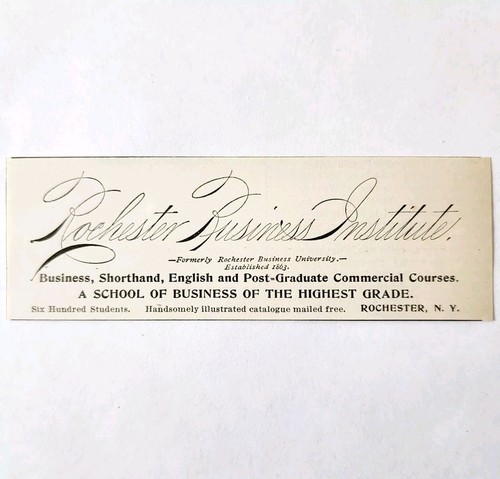 Rochester Business Institute.
—Formerly Rochester Business University.—
Established 1863.
Business, Shorthand, English and Post-Graduate Commercial Courses.
A SCHOOL OF BUSINESS OF THE HIGHEST GRADE.
Six Hundred Students. Handsomely illustrated catalogue mailed free. ROCHESTER, N. Y.